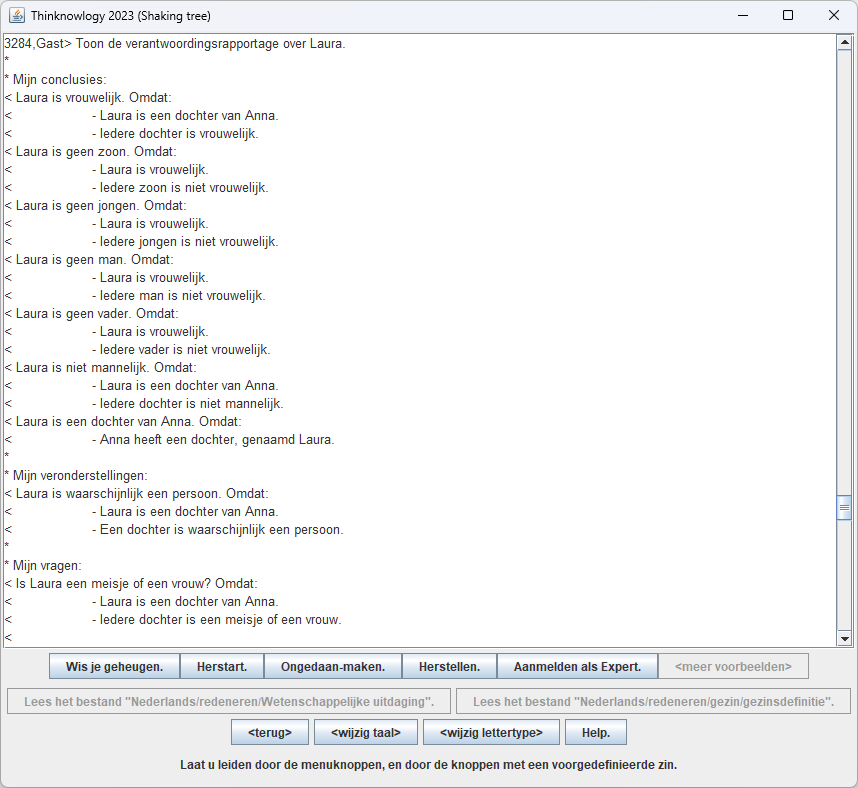 Thinknowlogy 2023 (Shaking tree)
3284,Gast> Toon de verantwoordingsrapportage over Laura.
*
* Mijn conclusies:
< Laura is vrouwelijk. Omdat:
< - Laura is een dochter van Anna.
< - Iedere dochter is vrouwelijk.
< Laura is geen zoon. Omdat:
< - Laura is vrouwelijk.
< - Iedere zoon is niet vrouwelijk.
< Laura is geen jongen. Omdat:
< - Laura is vrouwelijk.
< - Iedere jongen is niet vrouwelijk.
< Laura is geen man. Omdat:
< - Laura is vrouwelijk.
< - Iedere man is niet vrouwelijk.
< Laura is geen vader. Omdat:
< - Laura is vrouwelijk.
< - Iedere vader is niet vrouwelijk.
< Laura is niet mannelijk. Omdat:
< - Laura is een dochter van Anna.
< - Iedere dochter is niet mannelijk.
< Laura is een dochter van Anna. Omdat:
< - Anna heeft een dochter, genaamd Laura.
*
* Mijn veronderstellingen:
< Laura is waarschijnlijk een persoon. Omdat:
< - Laura is een dochter van Anna.
< - Een dochter is waarschijnlijk een persoon.
*
* Mijn vragen:
< Is Laura een meisje of een vrouw? Omdat:
< - Laura is een dochter van Anna.
< - Iedere dochter is een meisje of een vrouw.
<
Wis je geheugen. Herstart. Ongedaan-maken. Herstellen. Aanmelden als Expert. <meer voorbeelden>
Lees het bestand "Nederlands/redeneren/Wetenschappelijke uitdaging". Lees het bestand "Nederlands/redeneren/gezin/gezinsdefinitie".
<terug> <wijzig taal> <wijzig lettertype> Help.
Laat u leiden door de menuknoppen, en door de knoppen met een voorgedefinieerde zin.